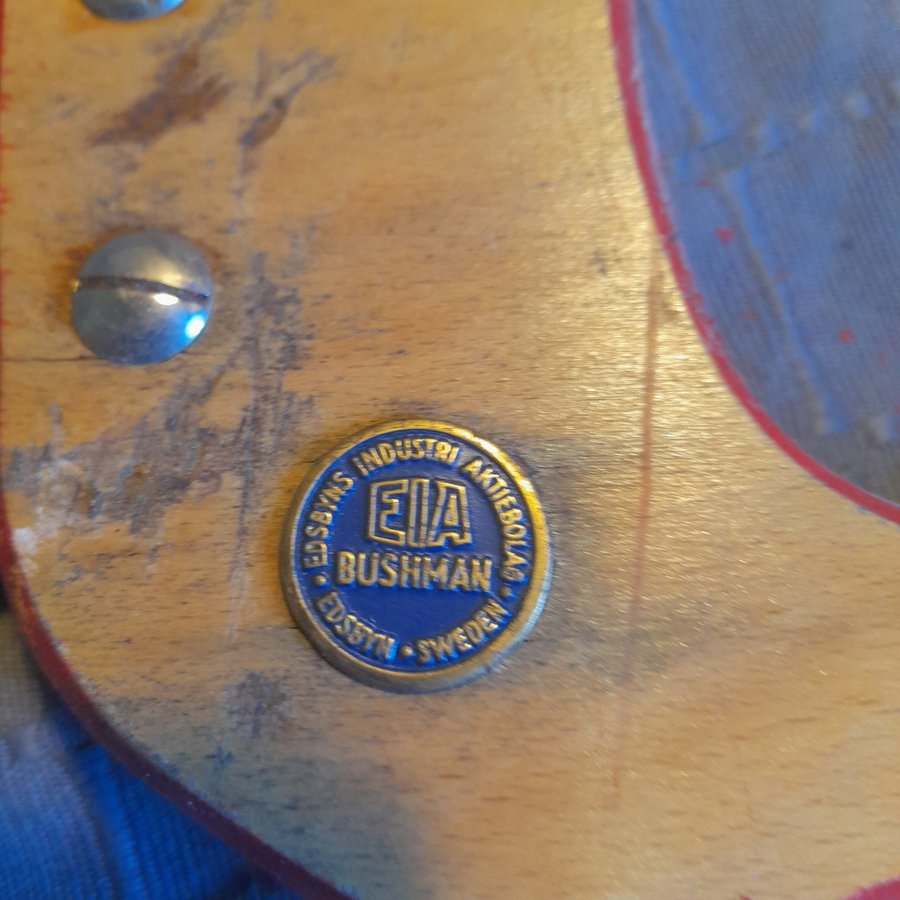 EDSBYNS INDUSTRI AKTIEBOLAG
EIA
BUSHMAN
EDSBYN • SWEDEN